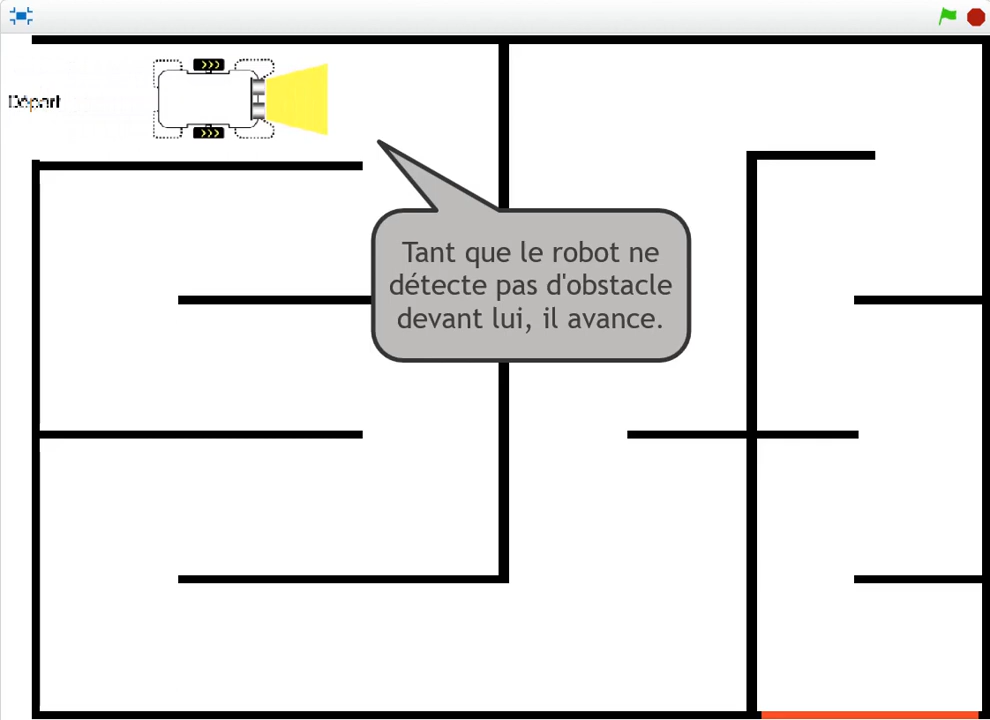 Départ
Tant que le robot ne
détecte pas d'obstacle
devant lui, il avance.